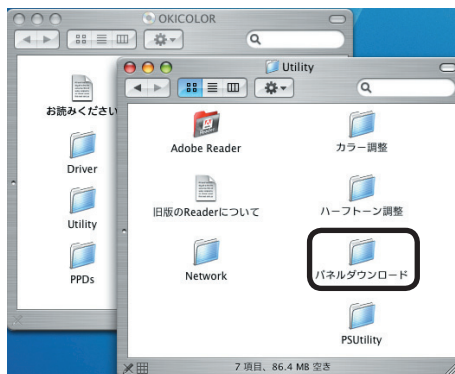 OKICOLOR
お読みください
Driver
Utility
PPDs
Utility
Adobe Reader
カラー調整
旧版のReaderについて
ハーフトーン調整
Network
パネルダウンロード
PSUtility
7 項目、86.4 MB 空き